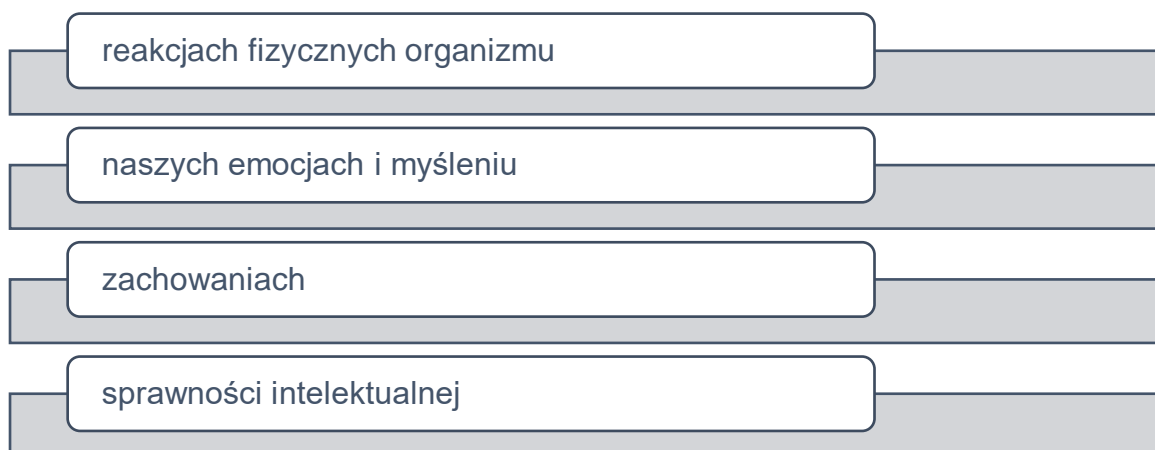 reakcjach fizycznych organizmu
naszych emocjach i myśleniu
zachowaniach
sprawności intelektualnej